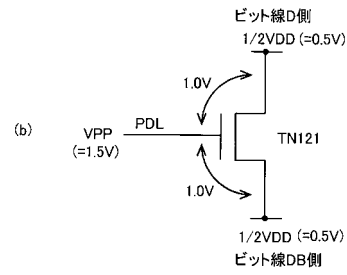 ビット線D側
1/2VDD (=0.5V)
1.0V
(b)
VPP
PDL
TN121
(=1.5V)
1.0V
1/2VDD (=0.5V)
ビット線DB側